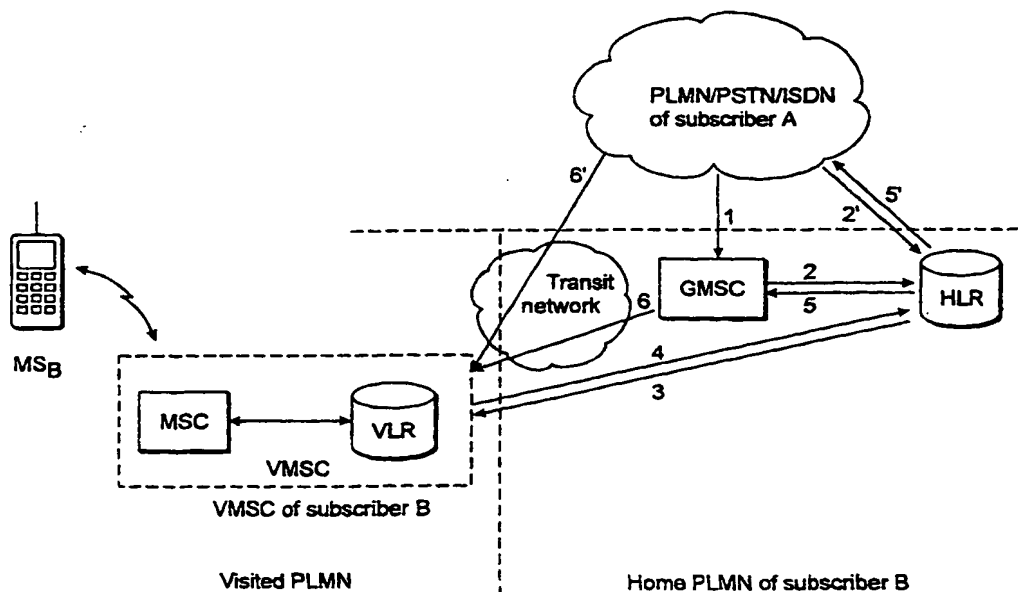 PLMN/PSTN/ISDN
of subscriber A
6'
5'
2'
1
Transit
network
GMSC
2
5
HLR
6
4
3
MSB
MSC
VLR
VMSC
VMSC of subscriber B
Visited PLMN
Home PLMN of subscriber B